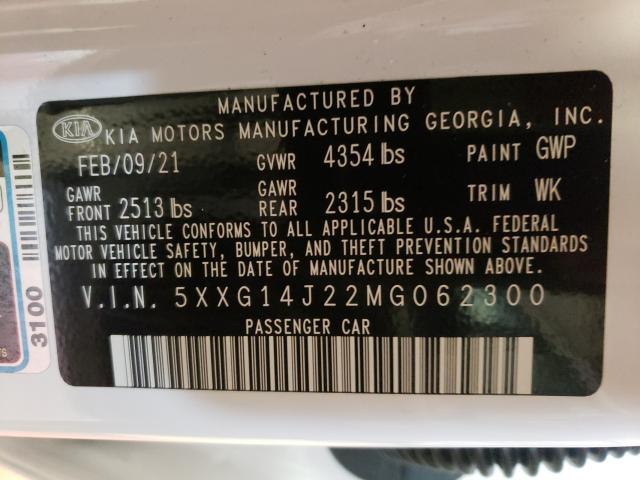 MANUFACTURED BY
KIA KIA MOTORS MANUFACTURING GEORGIA, INC.
FEB/09/21 GVWR 4354 lbs PAINT GWP
GAWR FRONT 2513 lbs GAWR REAR 2315 lbs TRIM WK
THIS VEHICLE CONFORMS TO ALL APPLICABLE U.S.A. FEDERAL
MOTOR VEHICLE SAFETY, BUMPER, AND THEFT PREVENTION STANDARDS
IN EFFECT ON THE DATE OF MANUFACTURE SHOWN ABOVE.
V.I.N. 5XXG14J22MG062300
PASSENGER CAR
3100